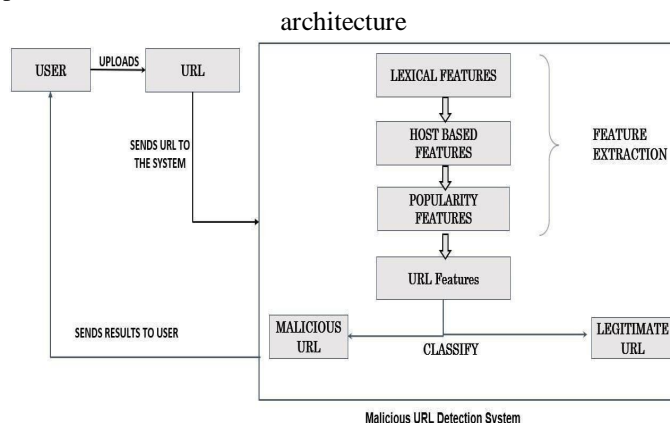 architecture
USER
UPLOADS
URL
SENDS URL TO
THE SYSTEM
LEXICAL FEATURES
HOST BASED
FEATURES
POPULARITY
FEATURES
FEATURE
EXTRACTION
URL Features
MALICIOUS
URL
CLASSIFY
LEGITIMATE
URL
SENDS RESULTS TO USER
Malicious URL Detection System